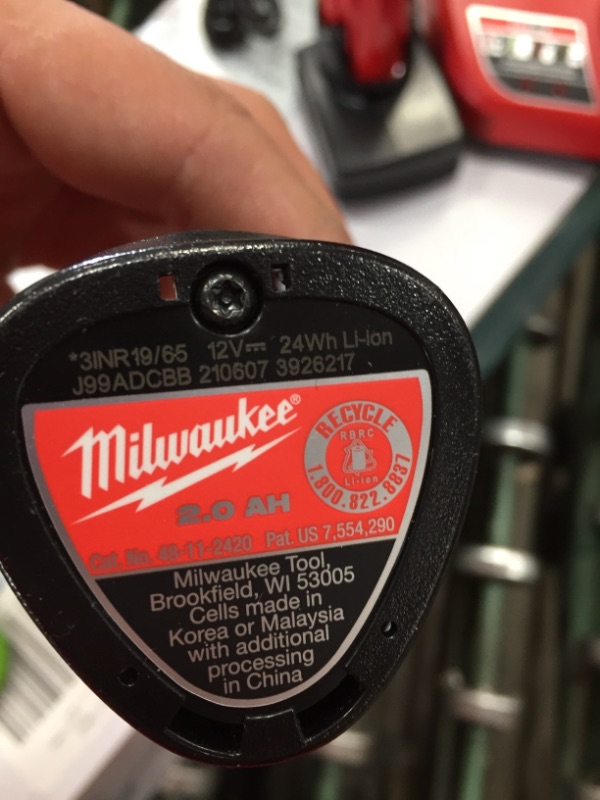 *3INR19/65 12V⎓ 24Wh Li-ion
J99ADCBB 210607 3926217
Milwaukee®
RECYCLE
RBRC
Li-ion
1.800.822.8837
2.0 AH
Cat. No. 48-11-2420 Pat. US 7,554,290
Milwaukee Tool,
Brookfield, WI 53005
Cells made in
Korea or Malaysia
with additional
processing
in China